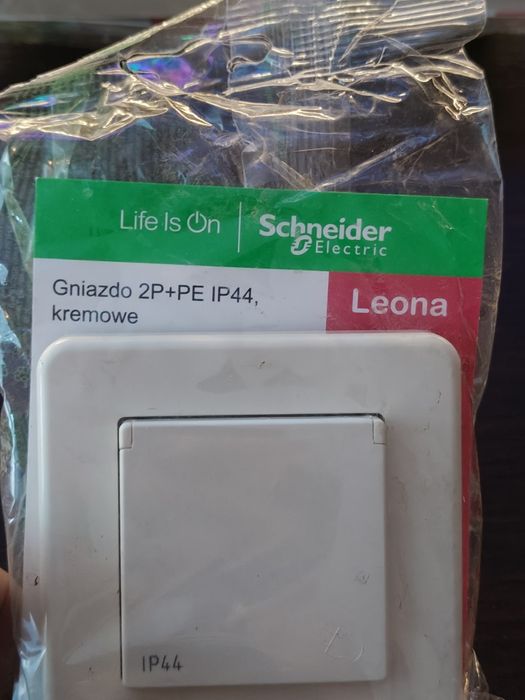 Life Is On
Schneider
Electric
Gniazdo 2P+PE IP44,
kremowe
Leona
IP44